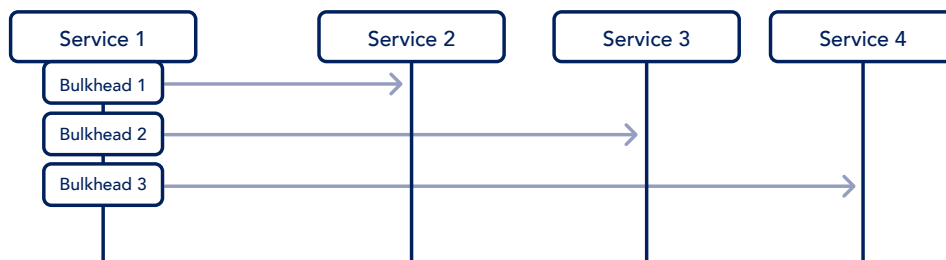 Service 1
Service 2
Service 3
Service 4
Bulkhead 1
Bulkhead 2
Bulkhead 3